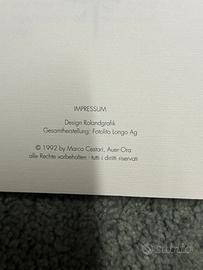 IMPRESSUM
Design Rolandgrafik
Gesamtherstellung: Fotolito Longo Ag
© 1992 by Marco Cestari, Auer-Ora
alle Rechte vorbehalten · tutti i diritti riservati
subito